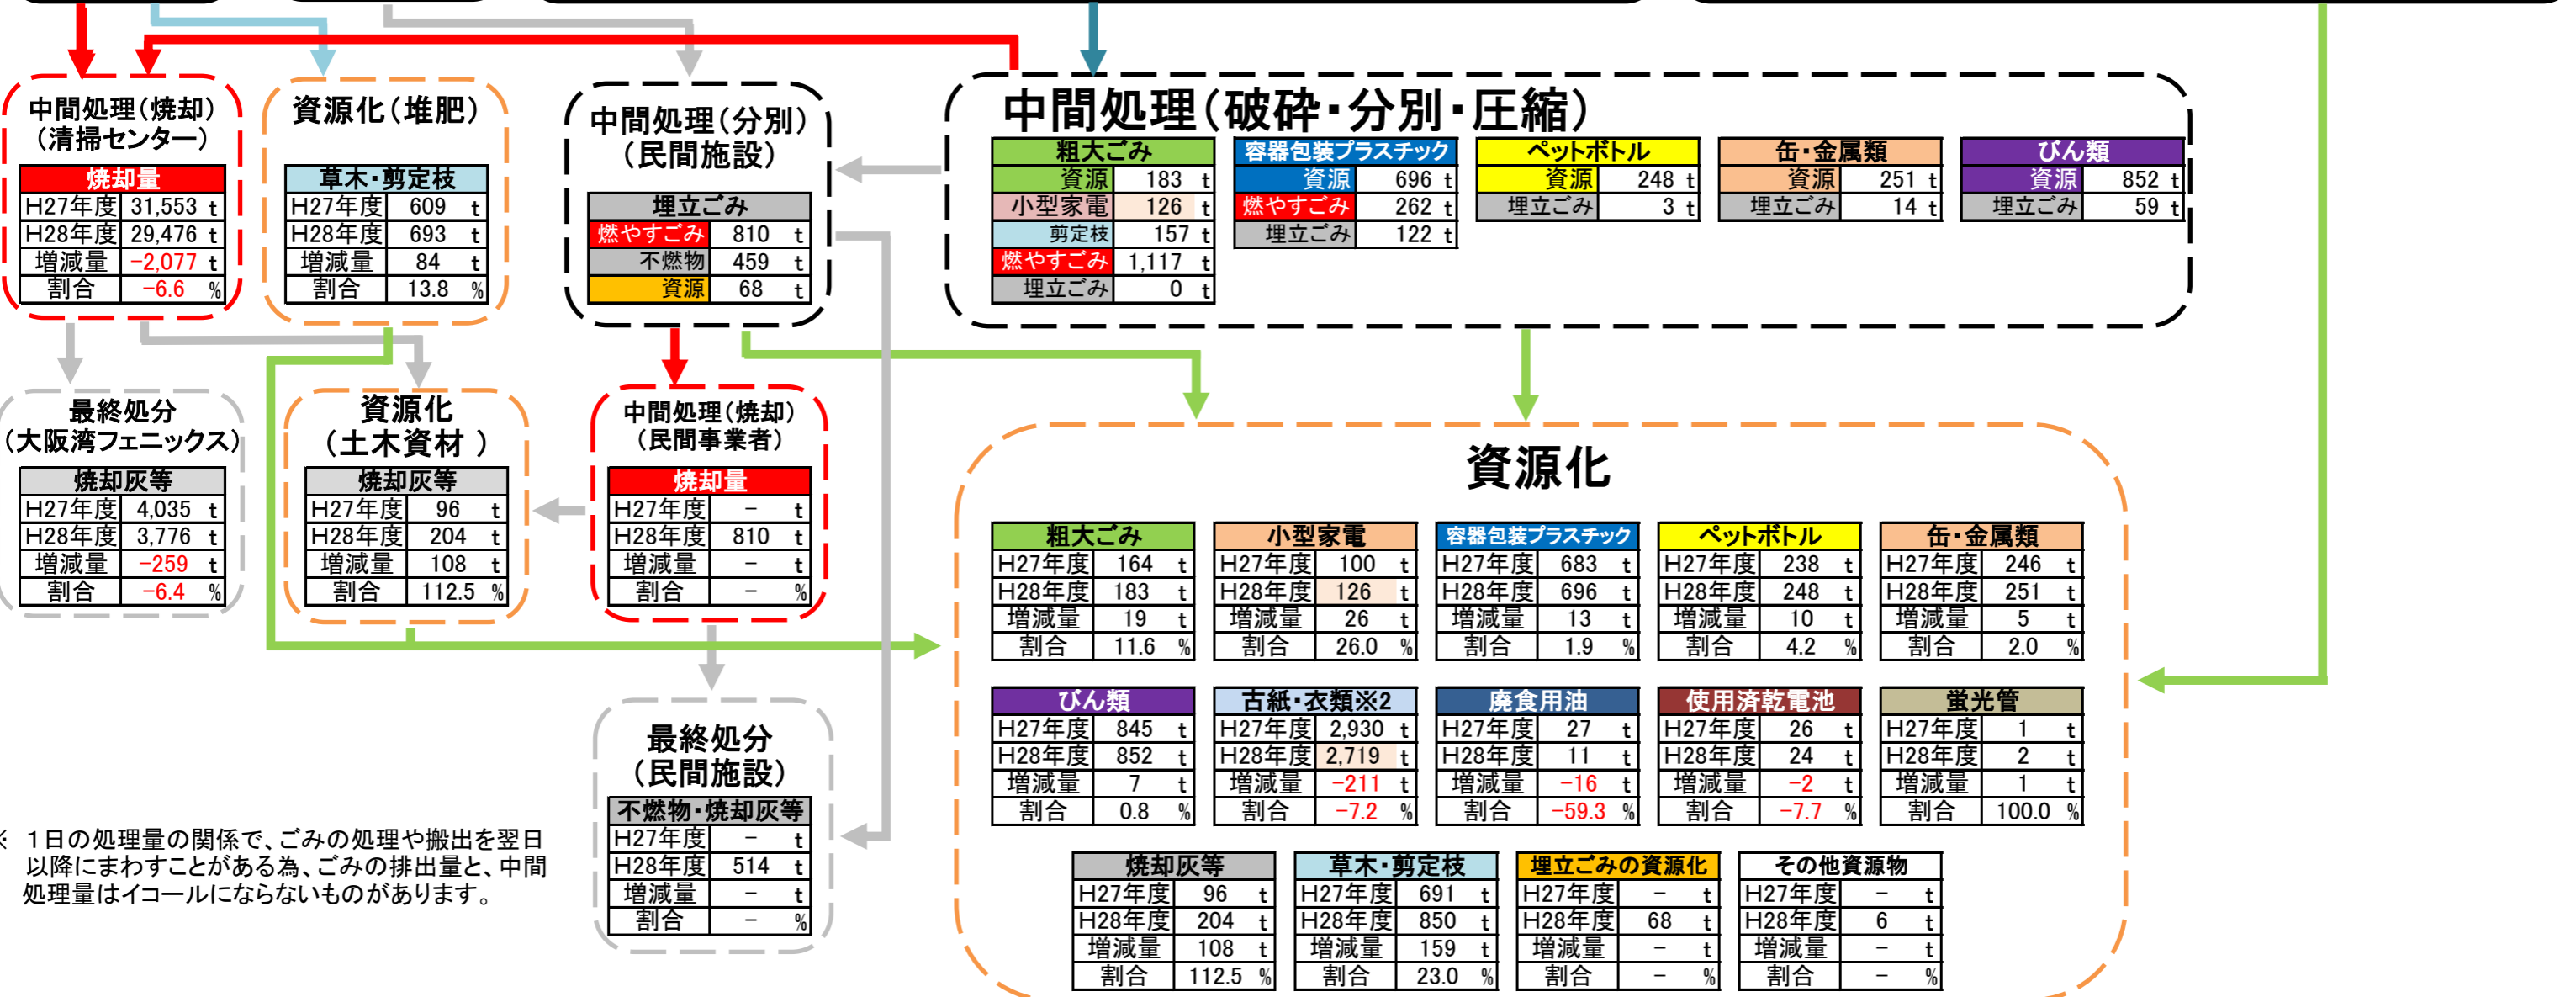 中間処理(焼却)
(清掃センター)
焼却量
H27年度 31,553 t
H28年度 29,476 t
増減量 -2,077 t
割合 -6.6 %
資源化(堆肥)
草木・剪定枝
H27年度 609 t
H28年度 693 t
増減量 84 t
割合 13.8 %
中間処理(分別)
(民間施設)
埋立ごみ
燃やすごみ 810 t
不燃物 459 t
資源 68 t
中間処理(破砕・分別・圧縮)
粗大ごみ
資源 183 t
小型家電 126 t
剪定枝 157 t
燃やすごみ 1,117 t
埋立ごみ 0 t
容器包装プラスチック
資源 696 t
燃やすごみ 262 t
埋立ごみ 122 t
ペットボトル
資源 248 t
埋立ごみ 3 t
缶・金属類
資源 251 t
埋立ごみ 14 t
びん類
資源 852 t
埋立ごみ 59 t
最終処分
(大阪湾フェニックス)
焼却灰等
H27年度 4,035 t
H28年度 3,776 t
増減量 -259 t
割合 -6.4 %
資源化
(土木資材 )
焼却灰等
H27年度 96 t
H28年度 204 t
増減量 108 t
割合 112.5 %
中間処理(焼却)
(民間事業者)
焼却量
H27年度 - t
H28年度 810 t
増減量 - t
割合 - %
最終処分
(民間施設)
不燃物・焼却灰等
H27年度 - t
H28年度 514 t
増減量 - t
割合 - %
資源化
粗大ごみ
H27年度 164 t
H28年度 183 t
増減量 19 t
割合 11.6 %
小型家電
H27年度 100 t
H28年度 126 t
増減量 26 t
割合 26.0 %
容器包装プラスチック
H27年度 683 t
H28年度 696 t
増減量 13 t
割合 1.9 %
ペットボトル
H27年度 238 t
H28年度 248 t
増減量 10 t
割合 4.2 %
缶・金属類
H27年度 246 t
H28年度 251 t
増減量 5 t
割合 2.0 %
びん類
H27年度 845 t
H28年度 852 t
増減量 7 t
割合 0.8 %
古紙・衣類※2
H27年度 2,930 t
H28年度 2,719 t
増減量 -211 t
割合 -7.2 %
廃食用油
H27年度 27 t
H28年度 11 t
増減量 -16 t
割合 -59.3 %
使用済乾電池
H27年度 26 t
H28年度 24 t
増減量 -2 t
割合 -7.7 %
蛍光管
H27年度 1 t
H28年度 2 t
増減量 1 t
割合 100.0 %
焼却灰等
H27年度 96 t
H28年度 204 t
増減量 108 t
割合 112.5 %
草木・剪定枝
H27年度 691 t
H28年度 850 t
増減量 159 t
割合 23.0 %
埋立ごみの資源化
H27年度 - t
H28年度 68 t
増減量 - t
割合 - %
その他資源物
H27年度 - t
H28年度 6 t
増減量 - t
割合 - %
※ 1日の処理量の関係で、ごみの処理や搬出を翌日
以降にまわすことがある為、ごみの排出量と、中間
処理量はイコールにならないものがあります。